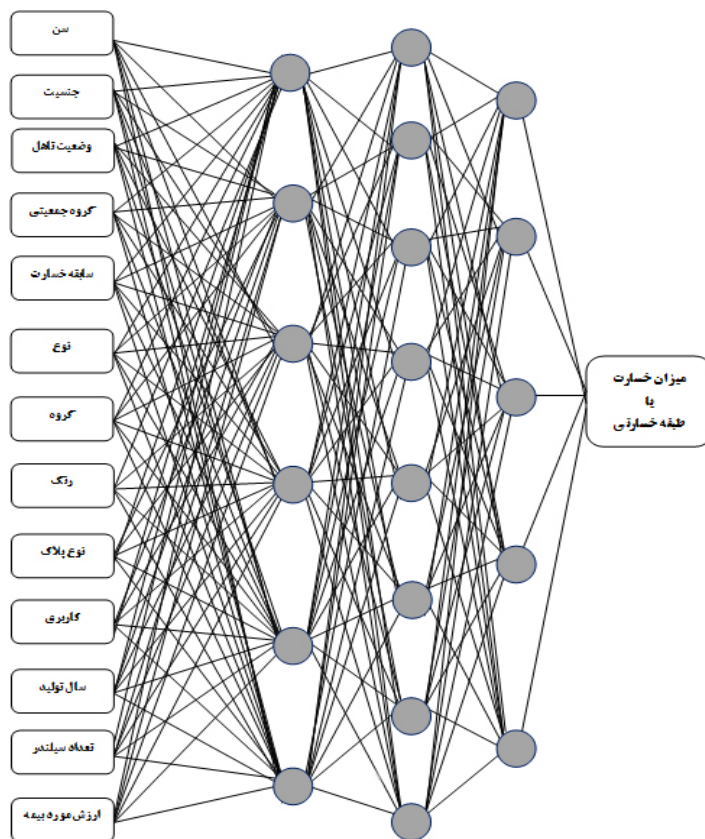 سن
جنسیت
وضعیت تاهل
گروه جمعیتی
سابقه خسارت
نوع
گروه
رنگ
نوع پلاک
کاربری
سال تولید
تعداد سیلندر
ارزش مورد بیمه
میزان خسارت
یا
طبقه خسارتی